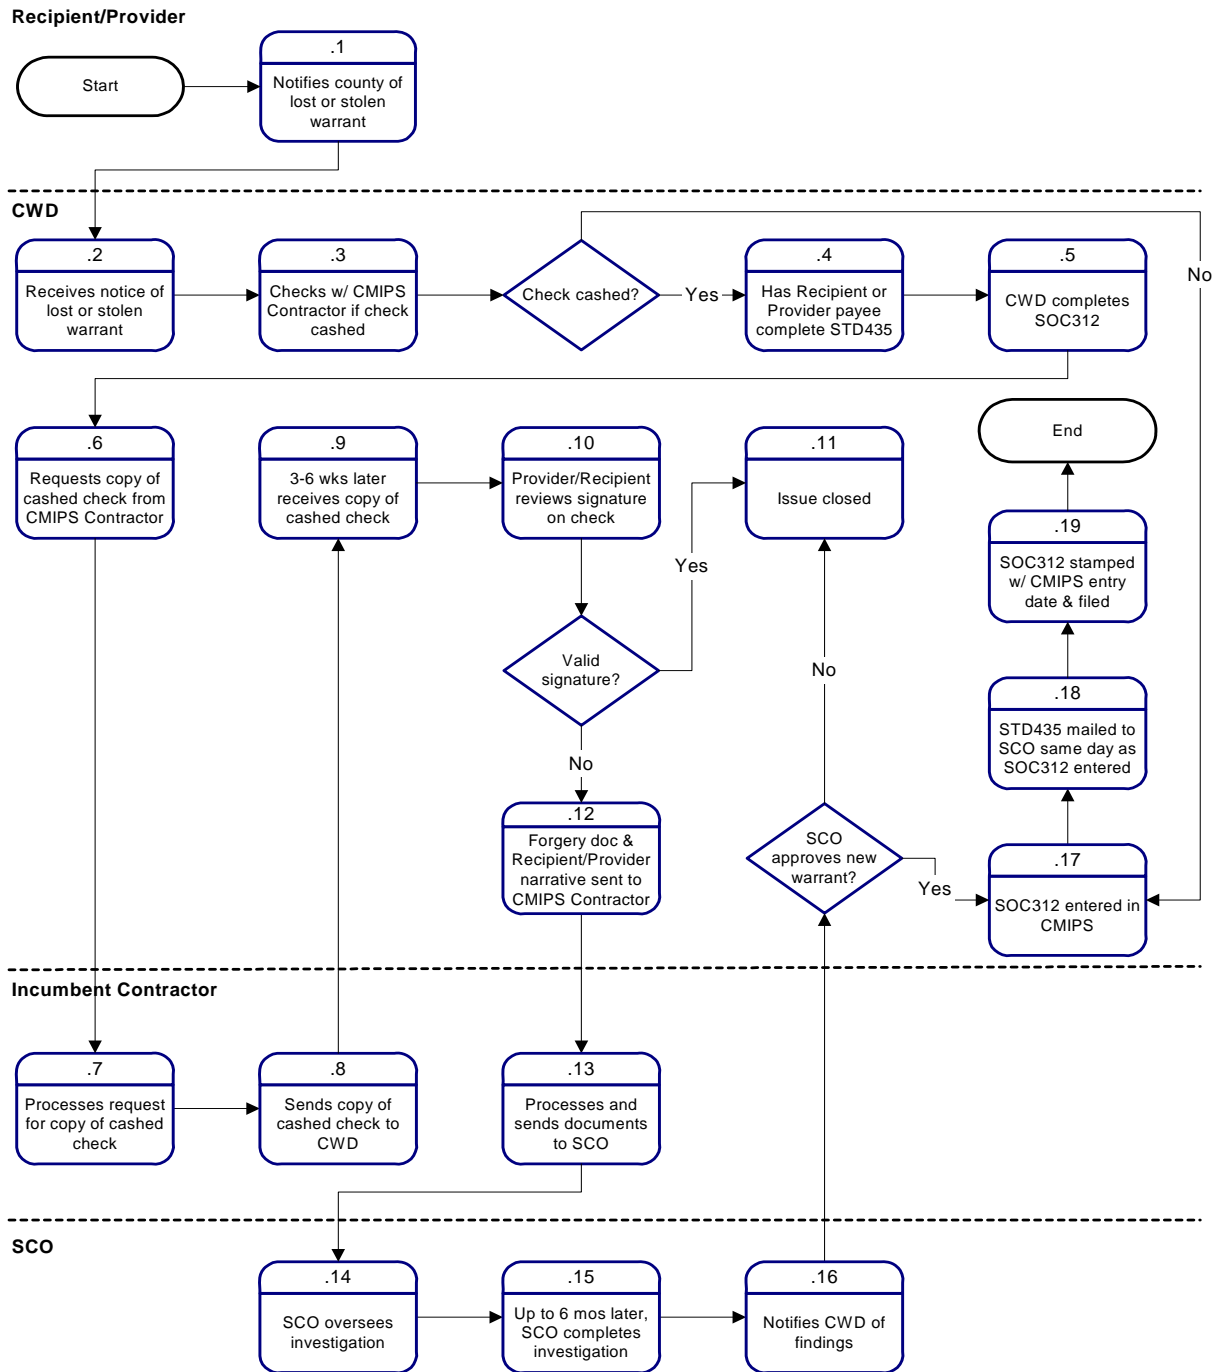 Recipient/Provider
Start
.1
Notifies county of
lost or stolen
warrant
CWD
.2
Receives notice of
lost or stolen
warrant
.3
Checks w/ CMIPS
Contractor if check
cashed
Check cashed?
Yes
.4
Has Recipient or
Provider payee
complete STD435
.5
CWD completes
SOC312
No
.6
Requests copy of
cashed check from
CMIPS Contractor
.9
3-6 wks later
receives copy of
cashed check
.10
Provider/Recipient
reviews signature
on check
.11
Issue closed
End
Yes
.19
SOC312 stamped
w/ CMIPS entry
date & filed
Valid
signature?
No
No
.18
STD435 mailed to
SCO same day as
SOC312 entered
.12
Forgery doc &
Recipient/Provider
narrative sent to
CMIPS Contractor
SCO
approves new
warrant?
Yes
.17
SOC312 entered in
CMIPS
Incumbent Contractor
.7
Processes request
for copy of cashed
check
.8
Sends copy of
cashed check to
CWD
.13
Processes and
sends documents
to SCO
SCO
.14
SCO oversees
investigation
.15
Up to 6 mos later,
SCO completes
investigation
.16
Notifies CWD of
findings